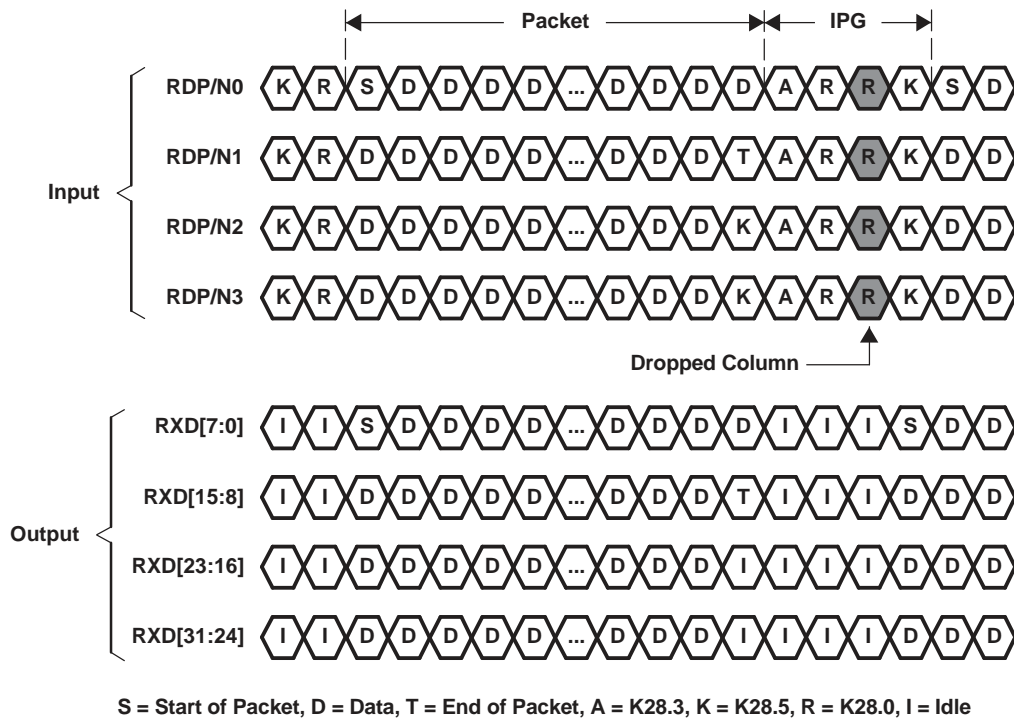 Packet IPG
RDP/N0 K R S D D D D ... D D D D A R R K S D
RDP/N1 K R D D D D D ... D D D T A R R K D D
Input
RDP/N2 K R D D D D D ... D D D K A R R K D D
RDP/N3 K R D D D D D ... D D D K A R R K D D
Dropped Column
RXD[7:0] I I S D D D D ... D D D D I I I S D D
RXD[15:8] I I D D D D D ... D D D T I I I D D D
Output
RXD[23:16] I I D D D D D ... D D D I I I I D D D
RXD[31:24] I I D D D D D ... D D D I I I I D D D
S = Start of Packet, D = Data, T = End of Packet, A = K28.3, K = K28.5, R = K28.0, I = Idle